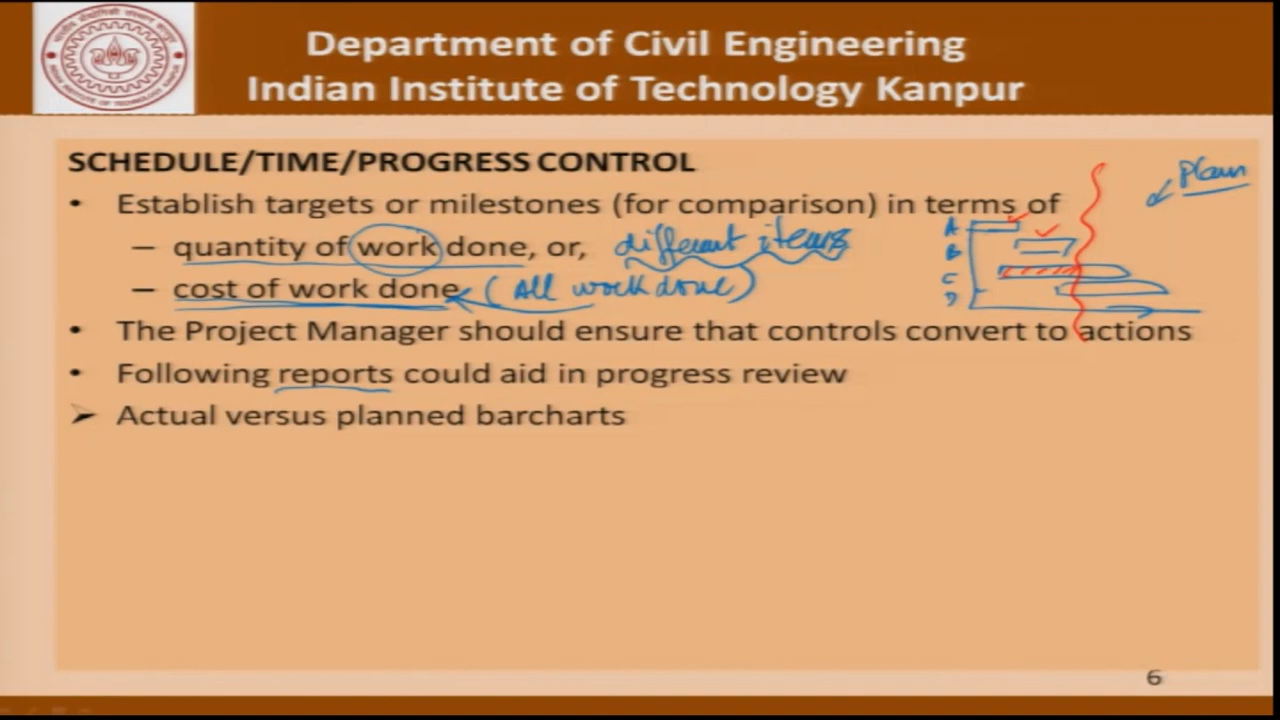 Department of Civil Engineering
Indian Institute of Technology Kanpur
SCHEDULE/TIME/PROGRESS CONTROL
• Establish targets or milestones (for comparison) in terms of
– quantity of work done, or, different items
– cost of work done (All work done)
Plan
A
B
C
D
• The Project Manager should ensure that controls convert to actions
• Following reports could aid in progress review
➢ Actual versus planned barcharts
6